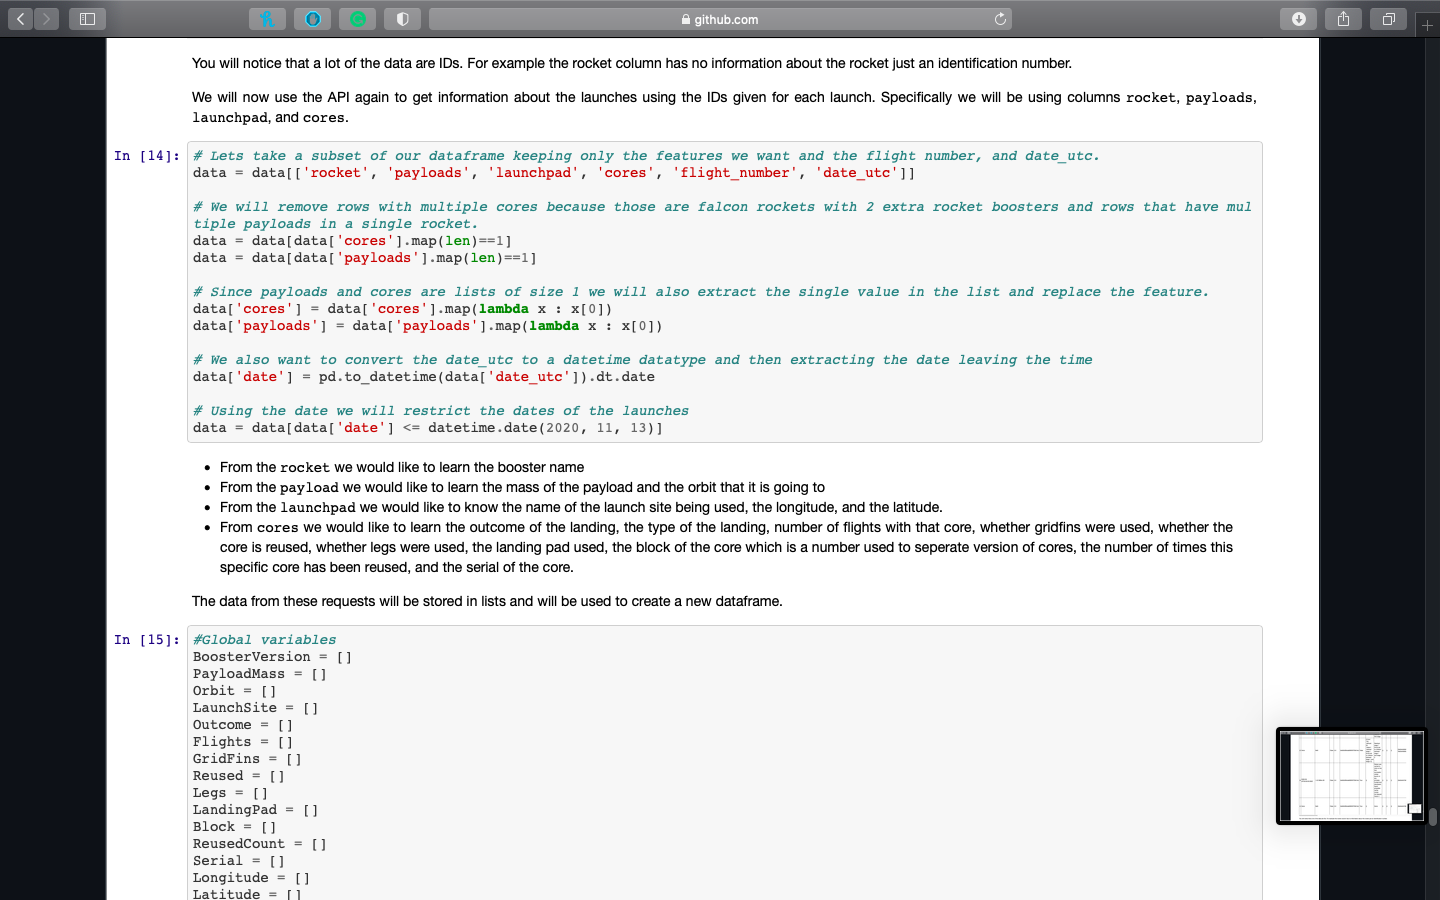 github.com
You will notice that a lot of the data are IDs. For example the rocket column has no information about the rocket just an identification number.
We will now use the API again to get information about the launches using the IDs given for each launch. Specifically we will be using columns rocket, payloads,
launchpad, and cores.
In [14]:
# Lets take a subset of our dataframe keeping only the features we want and the flight number, and date_utc.
data = data[['rocket', 'payloads', 'launchpad', 'cores', 'flight_number', 'date_utc']]
# We will remove rows with multiple cores because those are falcon rockets with 2 extra rocket boosters and rows that have mul
tiple payloads in a single rocket.
data = data[data['cores'].map(len)==1]
data = data[data['payloads'].map(len)==1]
# Since payloads and cores are lists of size 1 we will also extract the single value in the list and replace the feature.
data['cores'] = data['cores'].map(lambda x : x[0])
data['payloads'] = data['payloads'].map(lambda x : x[0])
# We also want to convert the date_utc to a datetime datatype and then extracting the date leaving the time
data['date'] = pd.to_datetime(data['date_utc']).dt.date
# Using the date we will restrict the dates of the launches
data = data[data['date'] <= datetime.date(2020, 11, 13)]
• From the rocket we would like to learn the booster name
• From the payload we would like to learn the mass of the payload and the orbit that it is going to
• From the launchpad we would like to know the name of the launch site being used, the longitude, and the latitude.
• From cores we would like to learn the outcome of the landing, the type of the landing, number of flights with that core, whether gridfins were used, whether the
core is reused, whether legs were used, the landing pad used, the block of the core which is a number used to seperate version of cores, the number of times this
specific core has been reused, and the serial of the core.
The data from these requests will be stored in lists and will be used to create a new dataframe.
In [15]:
#Global variables
BoosterVersion = []
PayloadMass = []
Orbit = []
LaunchSite = []
Outcome = []
Flights = []
GridFins = []
Reused = []
Legs = []
LandingPad = []
Block = []
ReusedCount = []
Serial = []
Longitude = []
Latitude = []